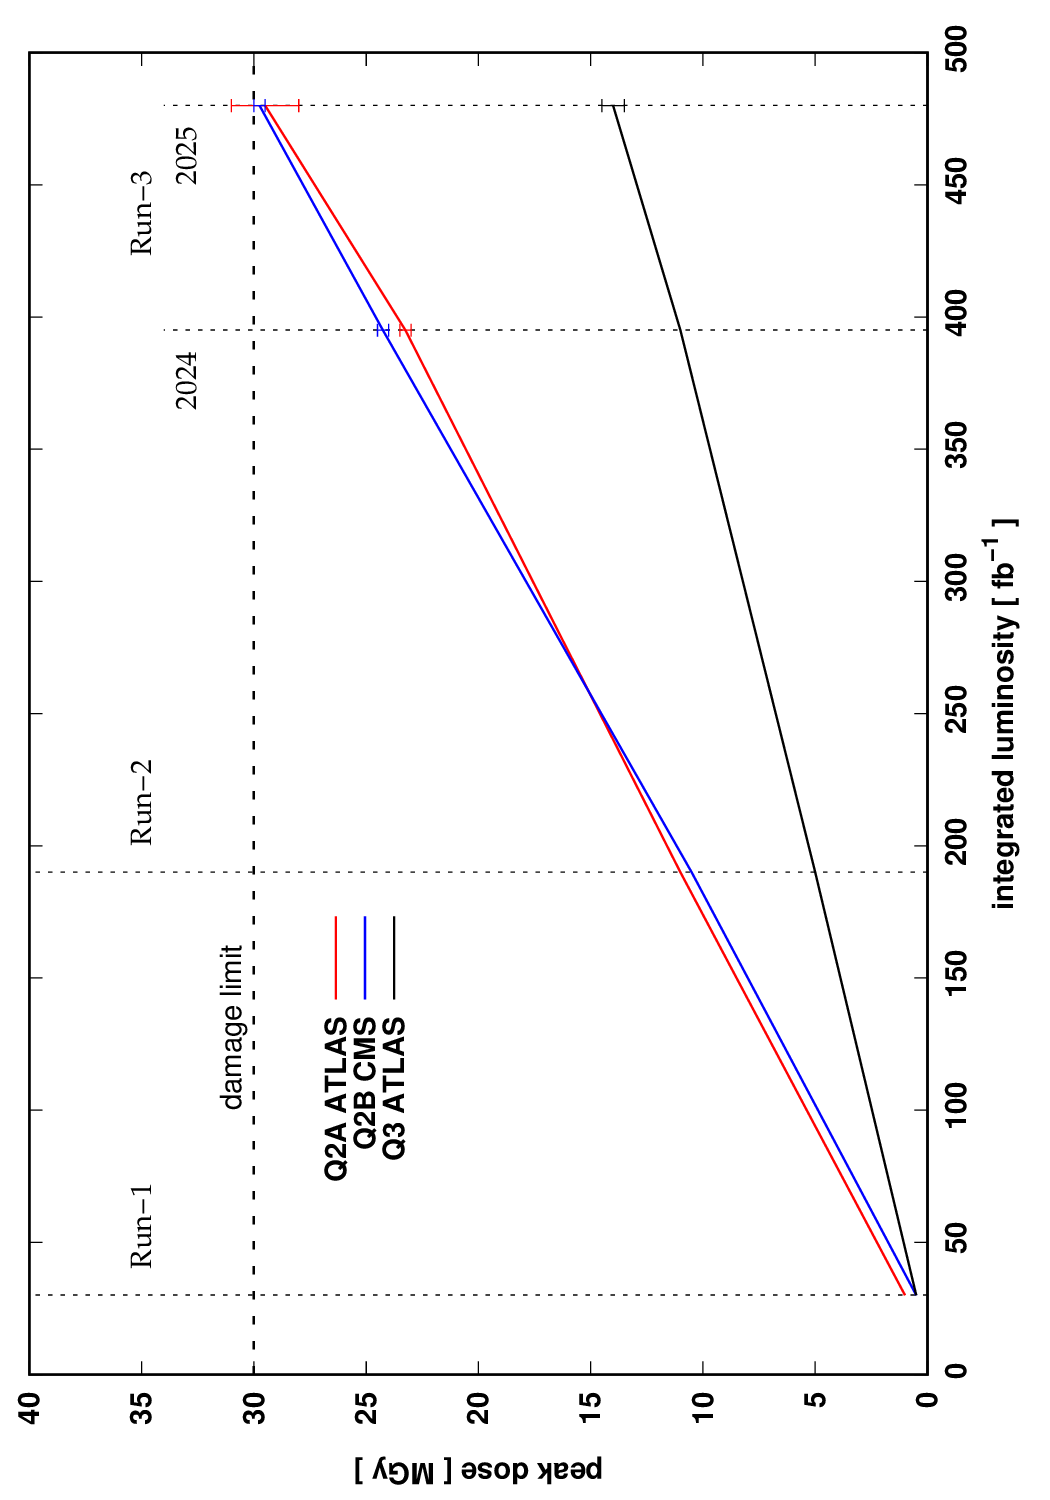 40
35
30
25
20
15
10
5
0
peak dose [ MGy ]
Run−1
Run−2
Run−3
2024
2025
damage limit
Q2A ATLAS
Q2B CMS
Q3 ATLAS
0 50 100 150 200 250 300 350 400 450 500
integrated luminosity [ fb⁻¹ ]